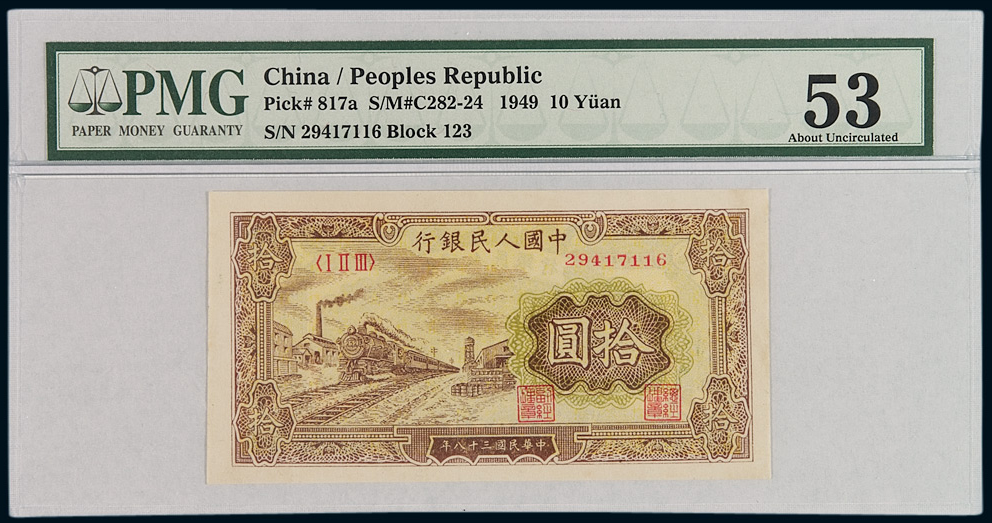 PMG
PAPER MONEY GUARANTY
China / Peoples Republic
Pick# 817a S/M#C282-24 1949 10 Yüan
S/N 29417116 Block 123
53
About Uncirculated
行銀民人國中
〈I II III〉
29417116
拾
拾
圓拾
拾
拾
年八十三國民華中